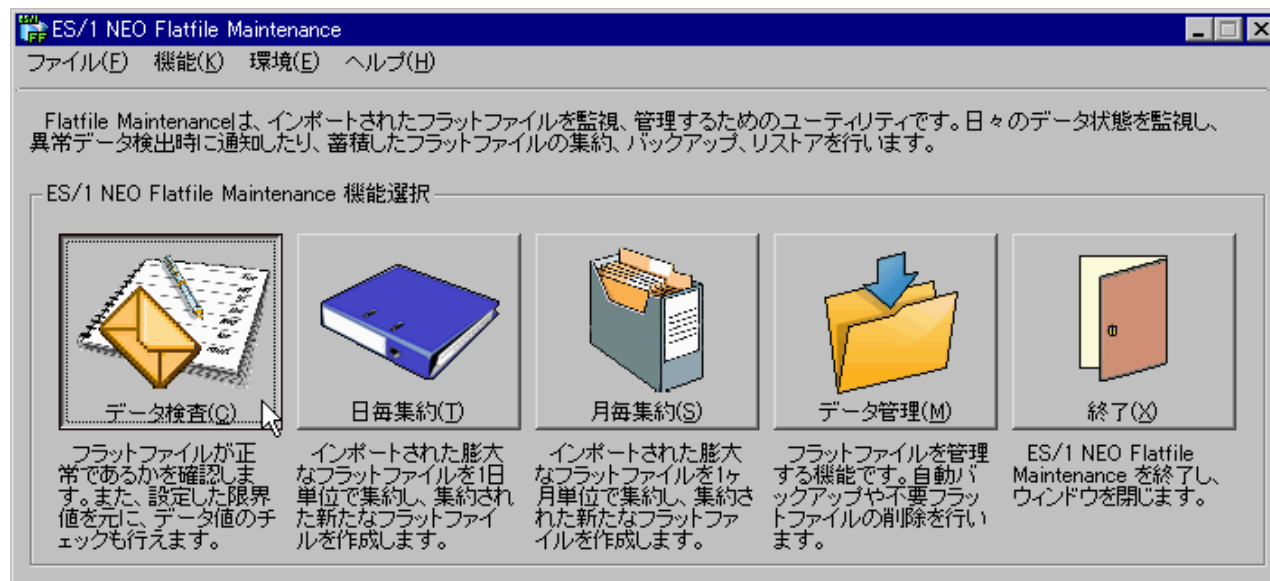 ES/1 NEO Flatfile Maintenance
ファイル(F) 機能(K) 環境(E) ヘルプ(H)
Flatfile Maintenanceは、インポートされたフラットファイルを監視、管理するためのユーティリティです。日々のデータ状態を監視し、
異常データ検出時に通知したり、蓄積したフラットファイルの集約、バックアップ、リストアを行います。
ES/1 NEO Flatfile Maintenance 機能選択
データ検査(C)
日毎集約(T)
月毎集約(S)
データ管理(M)
終了(X)
フラットファイルが正
常であるかを確認しま
す。また、設定した限界
値を元に、データ値のチ
ェックも行えます。
インポートされた膨大
なフラットファイルを1日
単位で集約し、集約され
た新たなフラットファイ
ルを作成します。
インポートされた膨大
なフラットファイルを1ヶ
月単位で集約し、集約さ
れた新たなフラットファ
イルを作成します。
フラットファイルを管理
する機能です。自動バ
ックアップや不要フラッ
トファイルの削除を行い
ます。
ES/1 NEO Flatfile
Maintenance を終了し、
ウィンドウを閉じます。